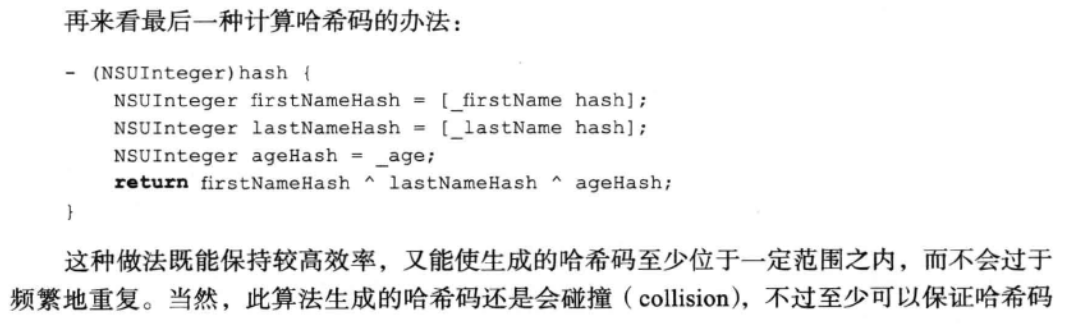 再来看最后一种计算哈希码的办法：
- (NSUInteger)hash {
    NSUInteger firstNameHash = [_firstName hash];
    NSUInteger lastNameHash = [_lastName hash];
    NSUInteger ageHash = _age;
    return firstNameHash ^ lastNameHash ^ ageHash;
}
这种做法既能保持较高效率，又能使生成的哈希码至少位于一定范围之内，而不会过于
频繁地重复。当然，此算法生成的哈希码还是会碰撞（collision），不过至少可以保证哈希码